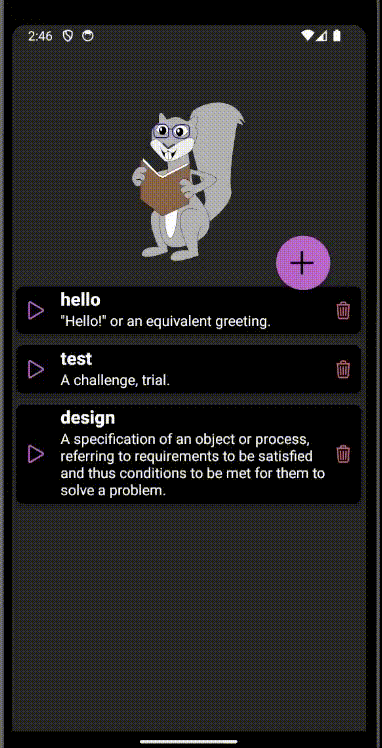 2:46
hello
"Hello!" or an equivalent greeting.
test
A challenge, trial.
design
A specification of an object or process,
referring to requirements to be satisfied
and thus conditions to be met for them to
solve a problem.